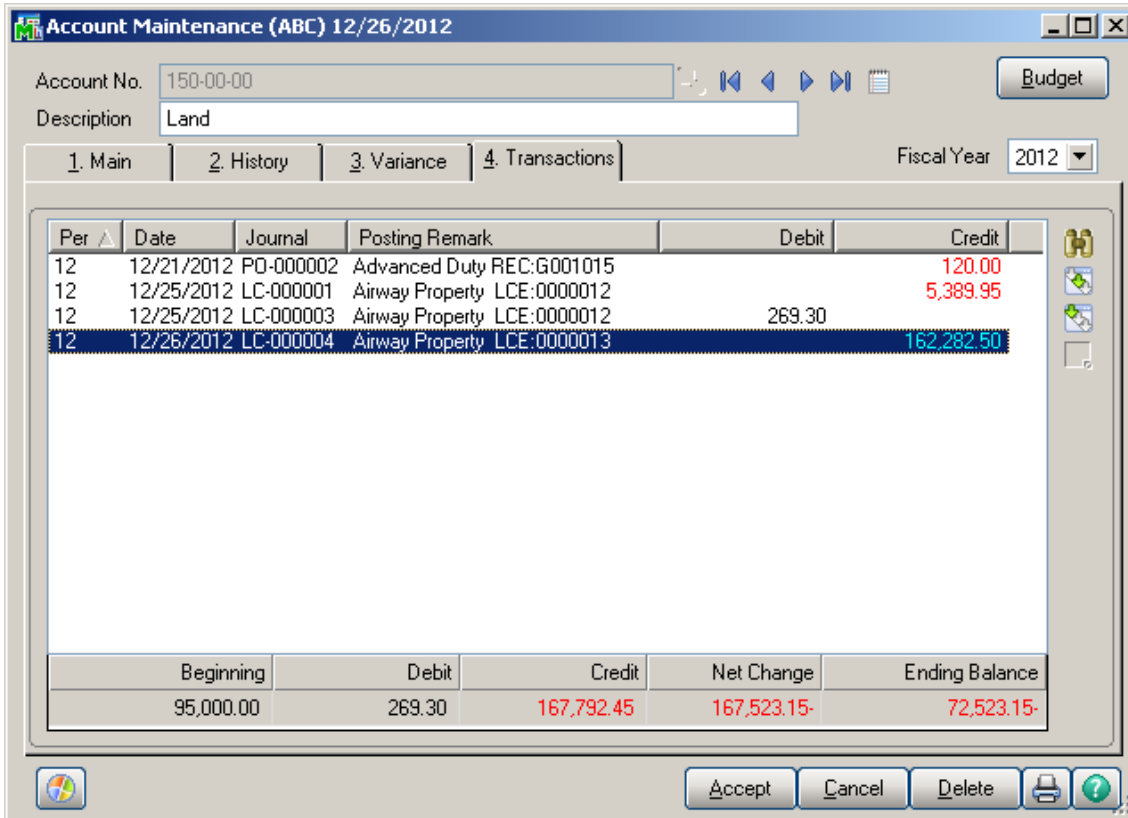 Account Maintenance (ABC) 12/26/2012
Account No. 150-00-00 Budget
Description Land
1. Main 2. History 3. Variance 4. Transactions Fiscal Year 2012
Per Date Journal Posting Remark Debit Credit
12 12/21/2012 PO-000002 Advanced Duty REC:G001015 120.00
12 12/25/2012 LC-000001 Airway Property LCE:0000012 5,389.95
12 12/25/2012 LC-000003 Airway Property LCE:0000012 269.30
12 12/26/2012 LC-000004 Airway Property LCE:0000013 162,282.50
Beginning Debit Credit Net Change Ending Balance
95,000.00 269.30 167,792.45 167,523.15- 72,523.15-
Accept Cancel Delete